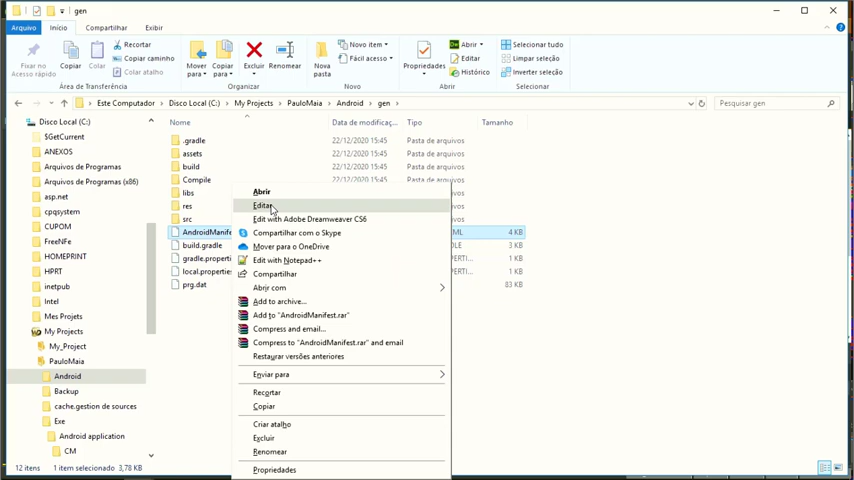 gen
Arquivo Início Compartilhar Exibir
Fixar no Acesso rápido
Copiar
Colar
Recortar
Copiar caminho
Colar atalho
Área de Transferência
Mover para
Copiar para
Excluir
Renomear
Organizar
Nova pasta
Novo item
Fácil acesso
Novo
Propriedades
Abrir
Editar
Histórico
Abrir
Selecionar tudo
Limpar seleção
Inverter seleção
Selecionar
Este Computador > Disco Local (C:) > My Projects > PauloMaia > Android > gen >
Pesquisar gen
Disco Local (C:)
$GetCurrent
ANEXOS
Arquivos de Programas
Arquivos de Programas (x86)
asp.net
cpqsystem
CUPOM
FreeNFe
HOMEPRINT
HPRT
inetpub
Intel
Mes Projets
My Projects
My_Project
PauloMaia
Android
Backup
cache.gestion de sources
Exe
Android application
CM
Nome Data de modificaç... Tipo Tamanho
.gradle 22/12/2020 15:45 Pasta de arquivos
assets 22/12/2020 15:45 Pasta de arquivos
build 22/12/2020 15:45 Pasta de arquivos
Compile 22/12/2020 15:45 Pasta de arquivos
libs de arquivos
res de arquivos
src de arquivos
AndroidManife ML 4 KB
build.gradle DLE 3 KB
gradle.properti PERTI... 1 KB
local.properties PERTI... 1 KB
prg.dat 83 KB
Abrir
Editar
Edit with Adobe Dreamweaver CS6
Compartilhar com o Skype
Mover para o OneDrive
Edit with Notepad++
Compartilhar
Abrir com
Add to archive...
Add to "AndroidManifest.rar"
Compress and email...
Compress to "AndroidManifest.rar" and email
Restaurar versões anteriores
Enviar para
Recortar
Copiar
Criar atalho
Excluir
Renomear
Propriedades
12 itens 1 item selecionado 3,78 KB